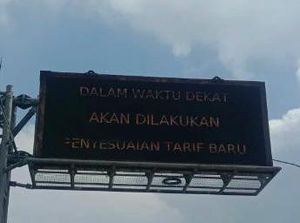 DALAM WAKTU DEKAT
AKAN DILAKUKAN
PENYESUAIAN TARIF BARU